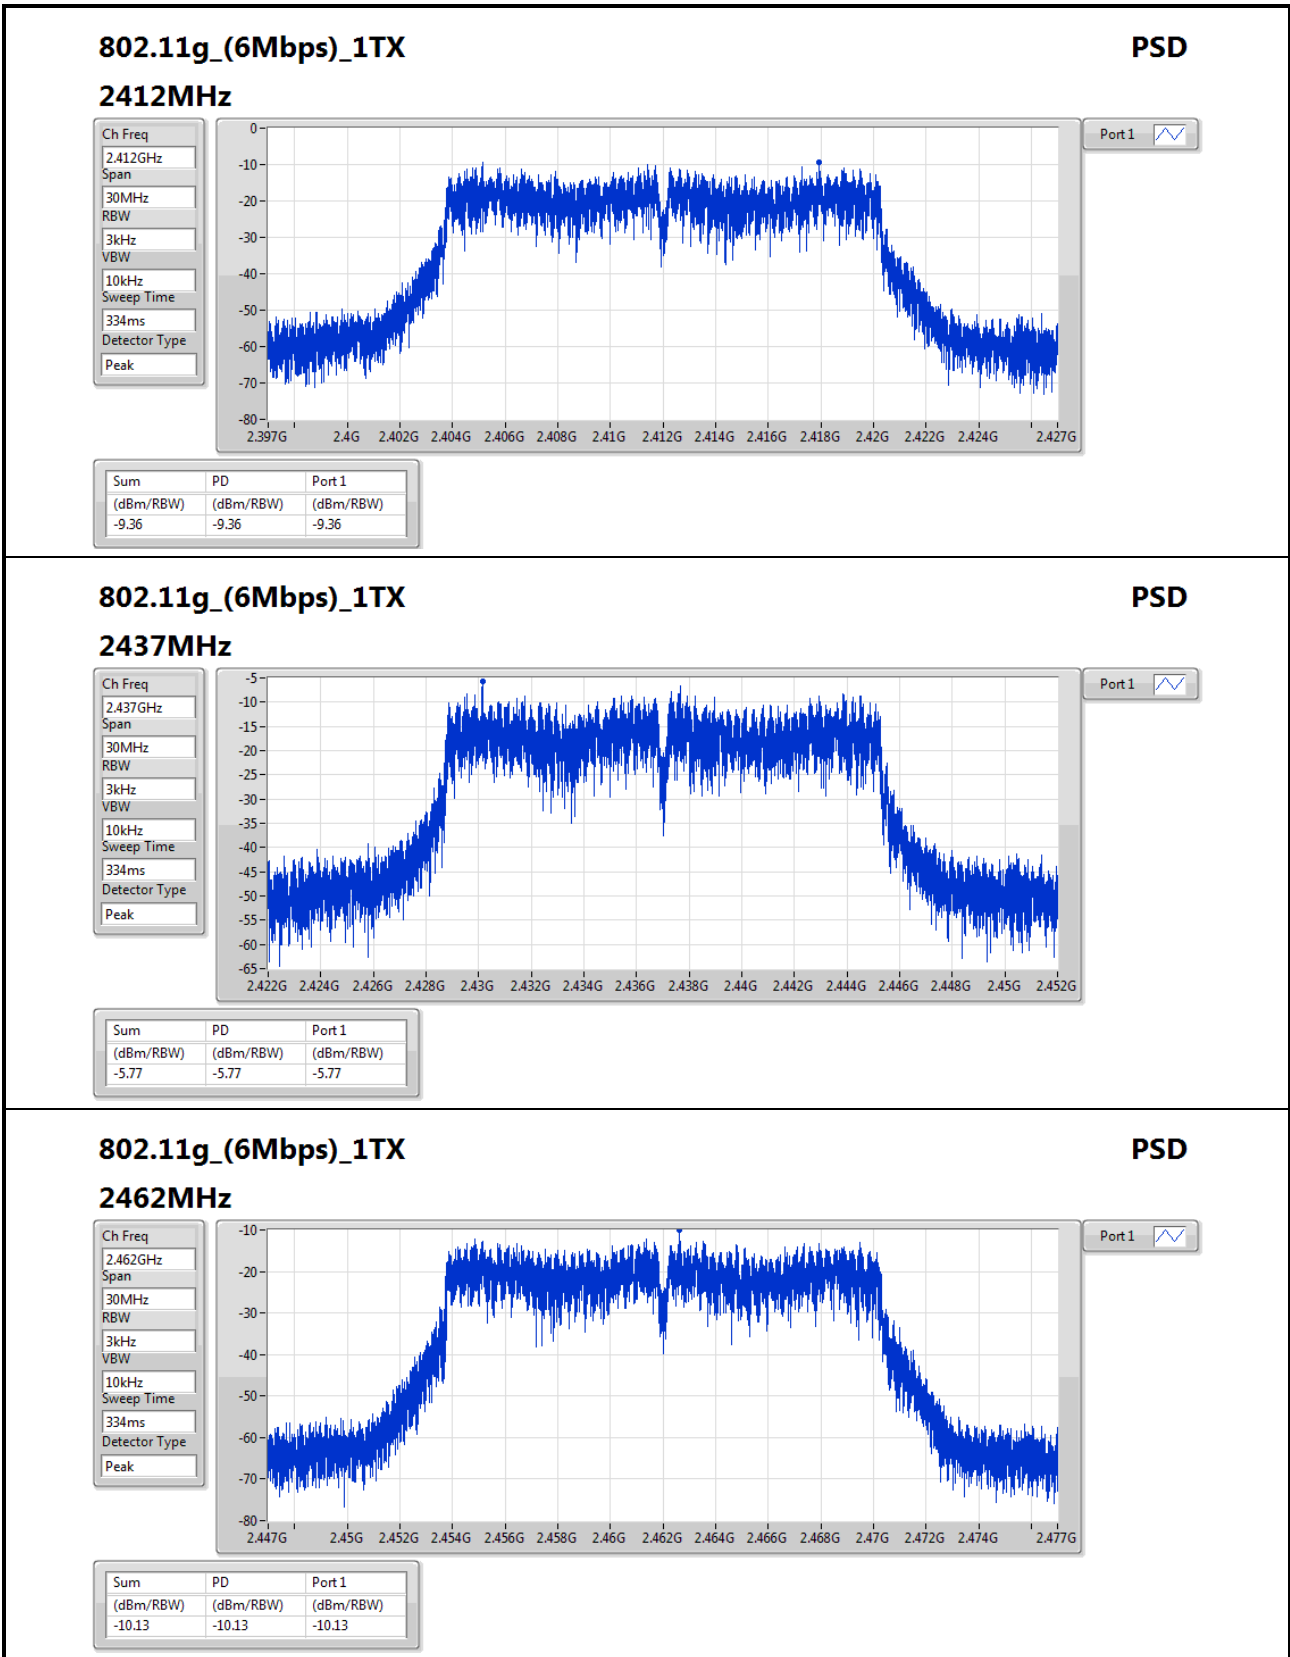 802.11g_(6Mbps)_1TX PSD
2412MHz
Ch Freq
2.412GHz
Span
30MHz
RBW
3kHz
VBW
10kHz
Sweep Time
334ms
Detector Type
Peak
0
-10
-20
-30
-40
-50
-60
-70
-80
2.397G 2.4G 2.402G 2.404G 2.406G 2.408G 2.41G 2.412G 2.414G 2.416G 2.418G 2.42G 2.422G 2.424G 2.427G
Port 1
Sum PD Port 1
(dBm/RBW) (dBm/RBW) (dBm/RBW)
-9.36 -9.36 -9.36
802.11g_(6Mbps)_1TX PSD
2437MHz
Ch Freq
2.437GHz
Span
30MHz
RBW
3kHz
VBW
10kHz
Sweep Time
334ms
Detector Type
Peak
-5
-10
-15
-20
-25
-30
-35
-40
-45
-50
-55
-60
-65
2.422G 2.424G 2.426G 2.428G 2.43G 2.432G 2.434G 2.436G 2.438G 2.44G 2.442G 2.444G 2.446G 2.448G 2.45G 2.452G
Port 1
Sum PD Port 1
(dBm/RBW) (dBm/RBW) (dBm/RBW)
-5.77 -5.77 -5.77
802.11g_(6Mbps)_1TX PSD
2462MHz
Ch Freq
2.462GHz
Span
30MHz
RBW
3kHz
VBW
10kHz
Sweep Time
334ms
Detector Type
Peak
-10
-20
-30
-40
-50
-60
-70
-80
2.447G 2.45G 2.452G 2.454G 2.456G 2.458G 2.46G 2.462G 2.464G 2.466G 2.468G 2.47G 2.472G 2.474G 2.477G
Port 1
Sum PD Port 1
(dBm/RBW) (dBm/RBW) (dBm/RBW)
-10.13 -10.13 -10.13